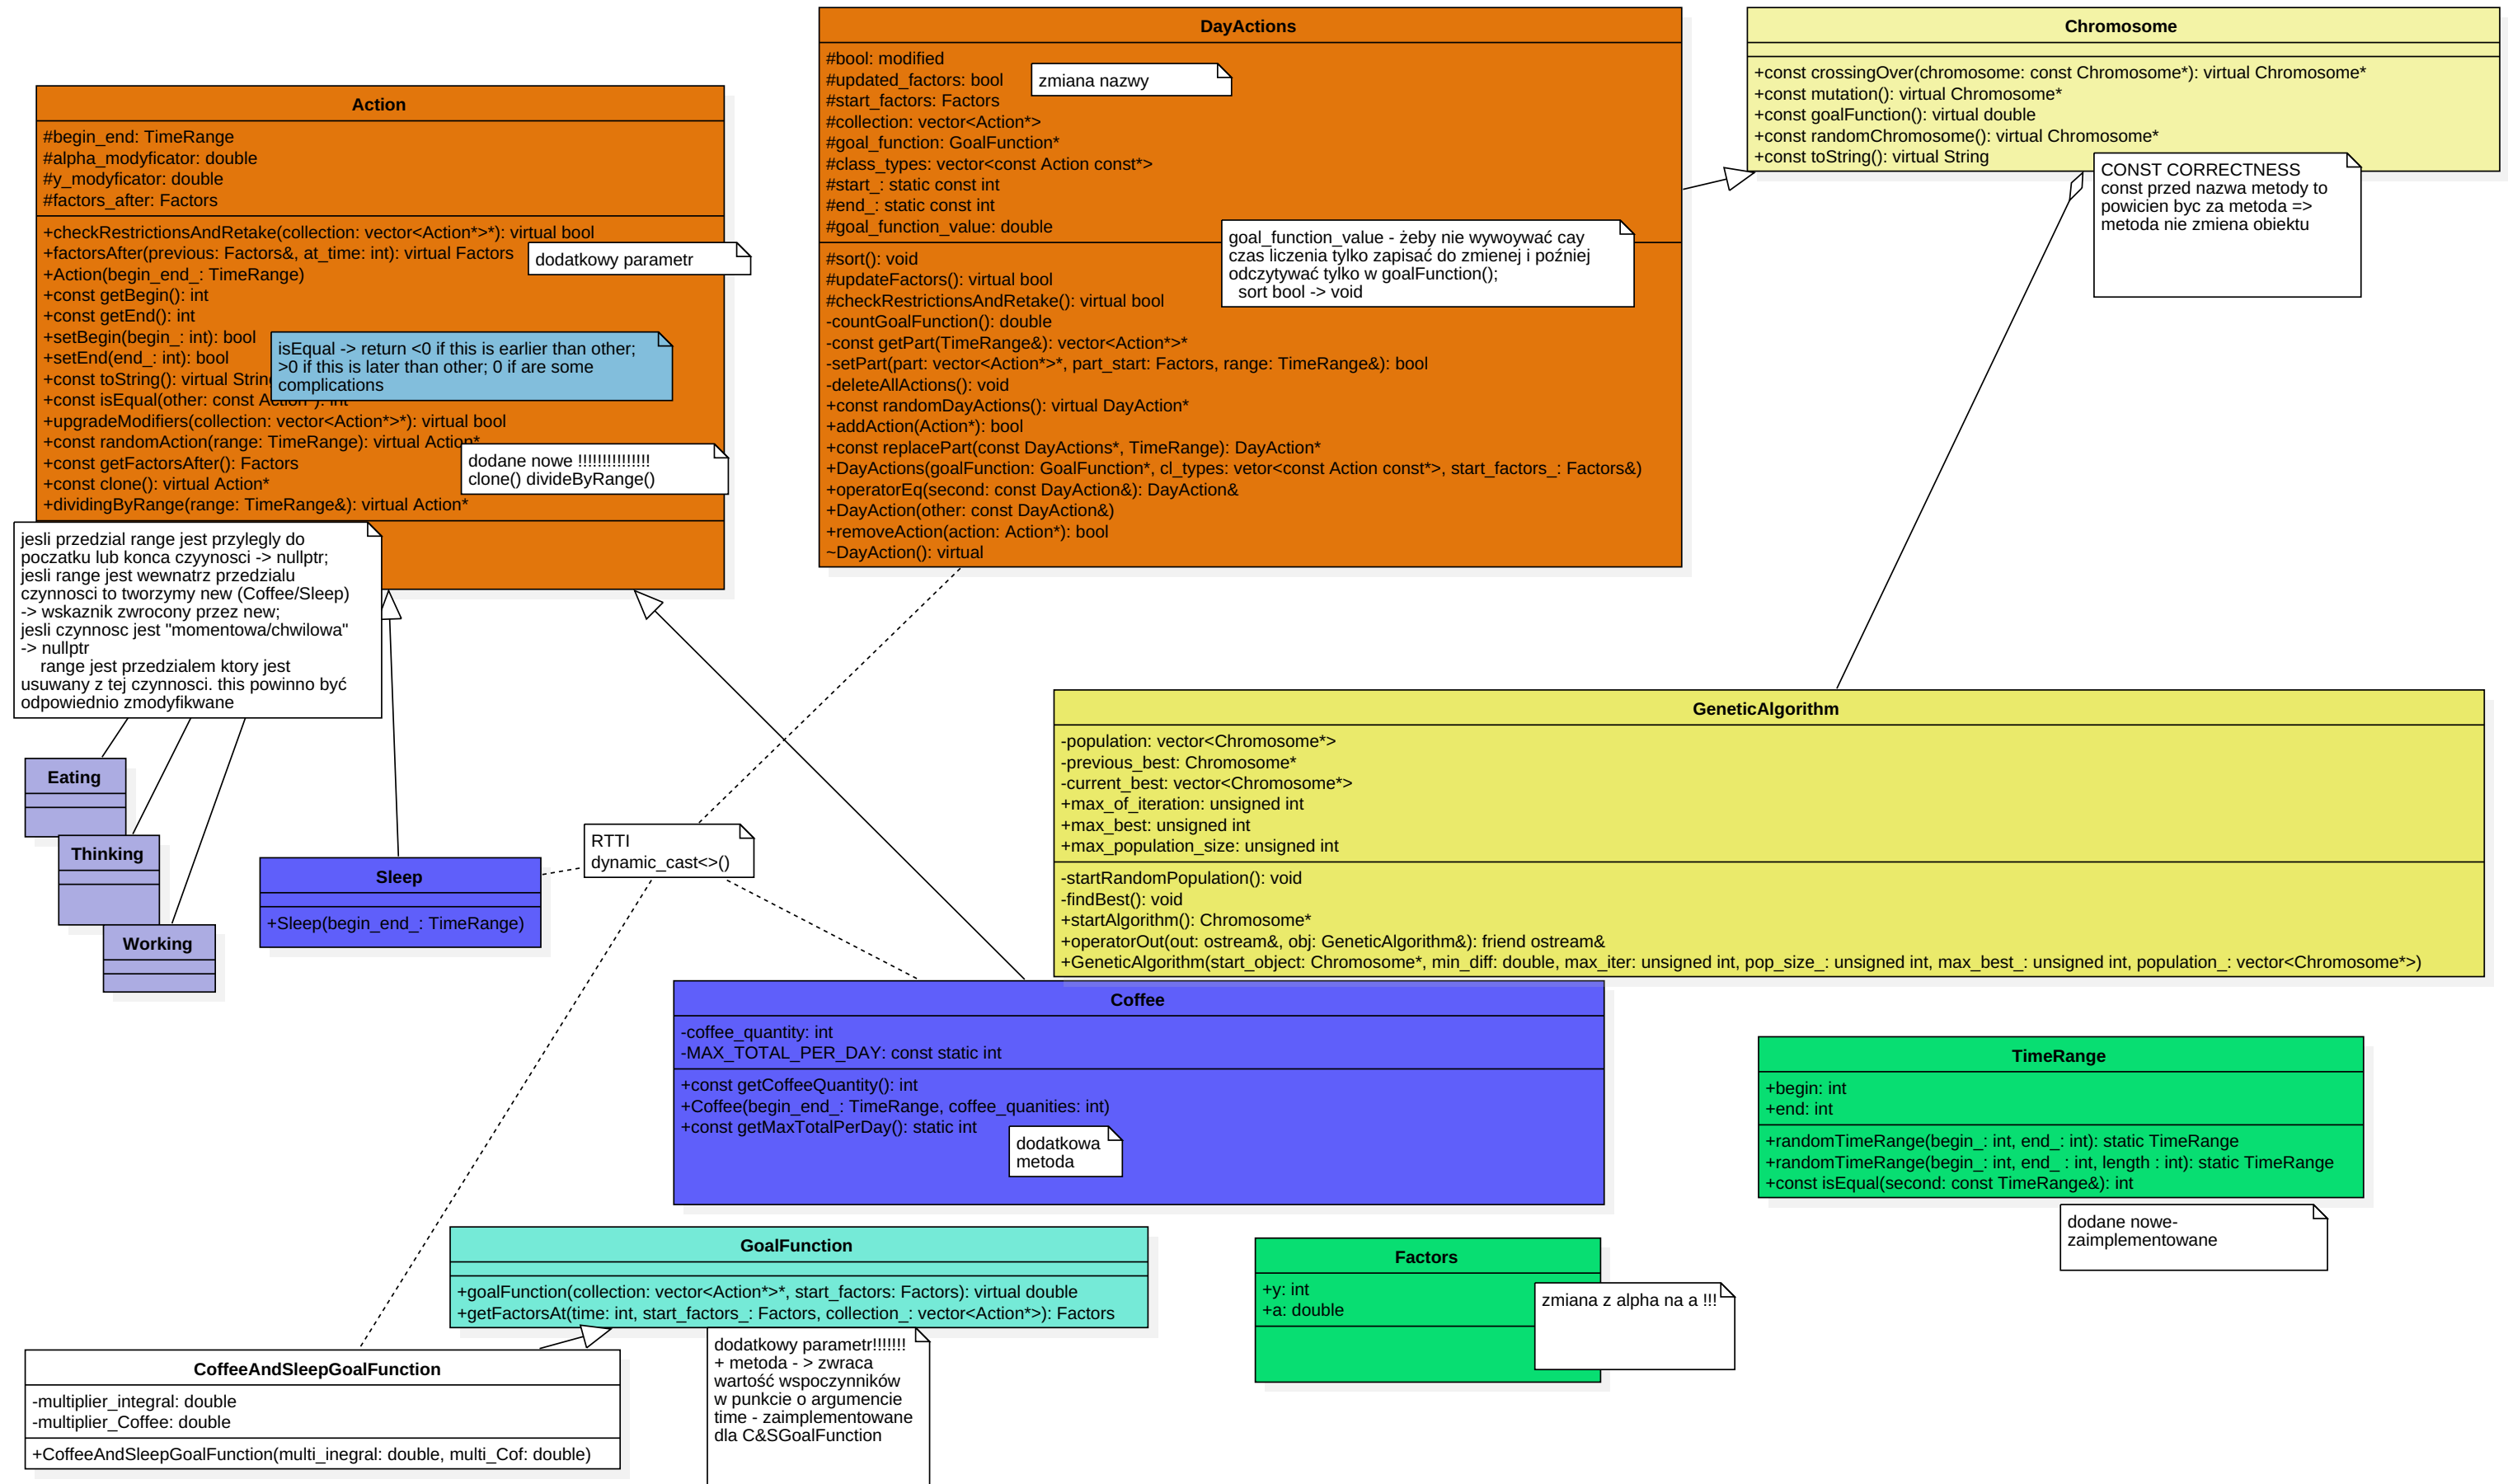 DayActions
#bool: modified
#updated_factors: bool
#start_factors: Factors
#collection: vector<Action*>
#goal_function: GoalFunction*
#class_types: vector<const Action const*>
#start_: static const int
#end_: static const int
#goal_function_value: double
zmiana nazwy
#sort(): void
#updateFactors(): virtual bool
#checkRestrictionsAndRetake(): virtual bool
-countGoalFunction(): double
-const getPart(TimeRange&): vector<Action*>*
-setPart(part: vector<Action*>*, part_start: Factors, range: TimeRange&): bool
-deleteAllActions(): void
+const randomDayActions(): virtual DayAction*
+addAction(Action*): bool
+const replacePart(const DayActions*, TimeRange): DayAction*
+DayActions(goalFunction: GoalFunction*, cl_types: vetor<const Action const*>, start_factors_: Factors&)
+operatorEq(second: const DayAction&): DayAction&
+DayAction(other: const DayAction&)
+removeAction(action: Action*): bool
~DayAction(): virtual
goal_function_value - żeby nie wywoywać cay
czas liczenia tylko zapisać do zmienej i poźniej
odczytywać tylko w goalFunction();
sort bool -> void
Chromosome
+const crossingOver(chromosome: const Chromosome*): virtual Chromosome*
+const mutation(): virtual Chromosome*
+const goalFunction(): virtual double
+const randomChromosome(): virtual Chromosome*
+const toString(): virtual String
CONST CORRECTNESS
const przed nazwa metody to
powicien byc za metoda =>
metoda nie zmiena obiektu
Action
#begin_end: TimeRange
#alpha_modyficator: double
#y_modyficator: double
#factors_after: Factors
+checkRestrictionsAndRetake(collection: vector<Action*>*): virtual bool
+factorsAfter(previous: Factors&, at_time: int): virtual Factors
+Action(begin_end_: TimeRange)
+const getBegin(): int
+const getEnd(): int
+setBegin(begin_: int): bool
+setEnd(end_: int): bool
+const toString(): virtual String
+const isEqual(other: const Action*): int
+upgradeModifiers(collection: vector<Action*>*): virtual bool
+const randomAction(range: TimeRange): virtual Action*
+const getFactorsAfter(): Factors
+const clone(): virtual Action*
+dividingByRange(range: TimeRange&): virtual Action*
dodatkowy parametr
isEqual -> return <0 if this is earlier than other;
>0 if this is later than other; 0 if are some
complications
dodane nowe !!!!!!!!!!!!!!!
clone() divideByRange()
jesli przedzial range jest przylegly do
poczatku lub konca czyynosci -> nullptr;
jesli range jest wewnatrz przedzialu
czynnosci to tworzymy new (Coffee/Sleep)
-> wskaznik zwrocony przez new;
jesli czynnosc jest "momentowa/chwilowa"
-> nullptr
range jest przedzialem ktory jest
usuwany z tej czynnosci. this powinno być
odpowiednio zmodyfikwane
GeneticAlgorithm
-population: vector<Chromosome*>
-previous_best: Chromosome*
-current_best: vector<Chromosome*>
+max_of_iteration: unsigned int
+max_best: unsigned int
+max_population_size: unsigned int
-startRandomPopulation(): void
-findBest(): void
+startAlgorithm(): Chromosome*
+operatorOut(out: ostream&, obj: GeneticAlgorithm&): friend ostream&
+GeneticAlgorithm(start_object: Chromosome*, min_diff: double, max_iter: unsigned int, pop_size_: unsigned int, max_best_: unsigned int, population_: vector<Chromosome*>)
Eating
Thinking
Working
Sleep
+Sleep(begin_end_: TimeRange)
RTTI
dynamic_cast<>()
Coffee
-coffee_quantity: int
-MAX_TOTAL_PER_DAY: const static int
+const getCoffeeQuantity(): int
+Coffee(begin_end_: TimeRange, coffee_quanities: int)
+const getMaxTotalPerDay(): static int
dodatkowa
metoda
TimeRange
+begin: int
+end: int
+randomTimeRange(begin_: int, end_: int): static TimeRange
+randomTimeRange(begin_: int, end_ : int, length : int): static TimeRange
+const isEqual(second: const TimeRange&): int
dodane nowe-
zaimplementowane
GoalFunction
+goalFunction(collection: vector<Action*>*, start_factors: Factors): virtual double
+getFactorsAt(time: int, start_factors_: Factors, collection_: vector<Action*>): Factors
dodatkowy parametr!!!!!!!
+ metoda - > zwraca
wartość wspoczynników
w punkcie o argumencie
time - zaimplementowane
dla C&SGoalFunction
Factors
+y: int
+a: double
zmiana z alpha na a !!!
CoffeeAndSleepGoalFunction
-multiplier_integral: double
-multiplier_Coffee: double
+CoffeeAndSleepGoalFunction(multi_inegral: double, multi_Cof: double)